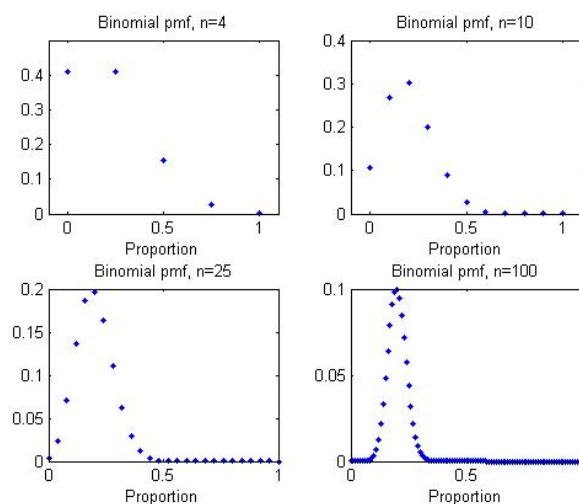 Binomial pmf, n=4
0.4
0.3
0.2
0.1
0
0 0.5 1
Proportion
Binomial pmf, n=10
0.4
0.3
0.2
0.1
0
0 0.5 1
Proportion
Binomial pmf, n=25
0.2
0.15
0.1
0.05
0
0 0.5 1
Proportion
Binomial pmf, n=100
0.1
0.05
0
0 0.5
Proportion